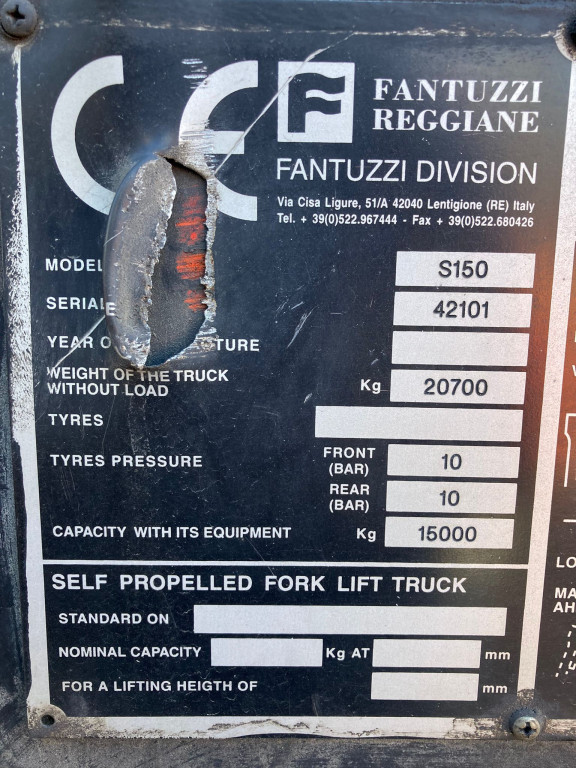 CE
FANTUZZI
REGGIANE
FANTUZZI DIVISION
Via Cisa Ligure, 51/A 42040 Lentigione (RE) Italy
Tel. + 39(0)522.967444 - Fax + 39(0)522.680426
MODEL S150
SERIAL 42101
YEAR
WEIGHT OF THE TRUCK
WITHOUT LOAD Kg 20700
TYRES
TYRES PRESSURE FRONT (BAR) 10
REAR (BAR) 10
CAPACITY WITH ITS EQUIPMENT Kg 15000
SELF PROPELLED FORK LIFT TRUCK
STANDARD ON
NOMINAL CAPACITY Kg AT mm
FOR A LIFTING HEIGTH OF mm
LO
MA
AH